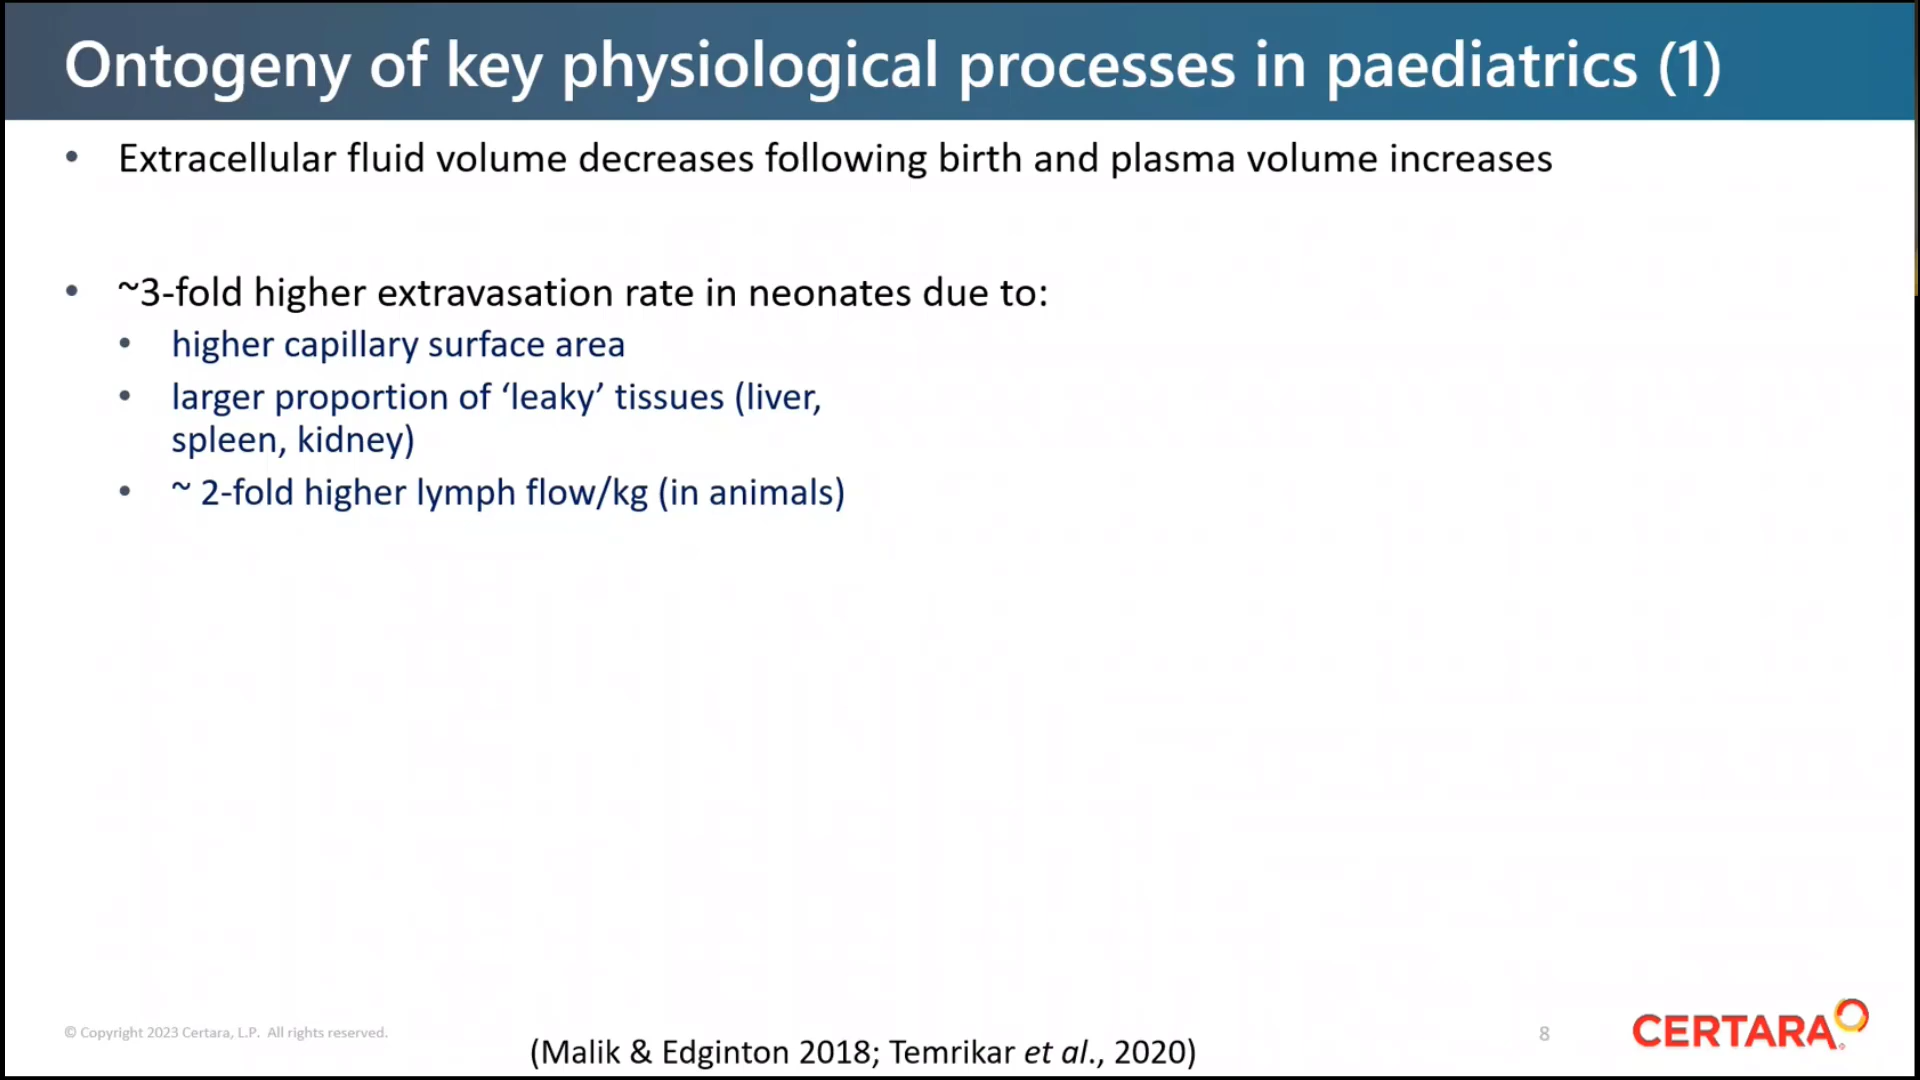 Ontogeny of key physiological processes in paediatrics (1)
• Extracellular fluid volume decreases following birth and plasma volume increases
• ~3-fold higher extravasation rate in neonates due to:
• higher capillary surface area
• larger proportion of ‘leaky’ tissues (liver,
spleen, kidney)
• ~ 2-fold higher lymph flow/kg (in animals)
© Copyright 2023 Certara, L.P. All rights reserved.
(Malik & Edginton 2018; Temrikar et al., 2020)
8
CERTARA